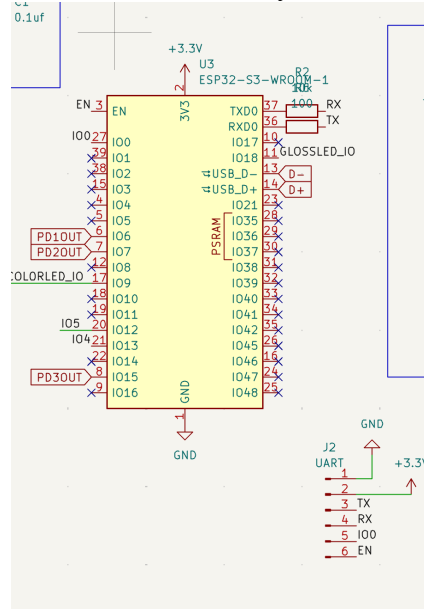 C1
0.1uf
+3.3V
U3
ESP32-S3-WROOM-1
R2
100
EN 3 EN
3V3 2
TXD0 37 RX
RXD0 36 TX
IO0 27 IO0
IO17 10
39 IO1
IO18 11 GLOSSLED_IO
38 IO2
USB_D- 13 D-
15 IO3
USB_D+ 14 D+
4 IO4
IO21 23
5 IO5
IO35 28
PD1OUT 6 IO6
PSRAM
IO36 29
PD2OUT 7 IO7
IO37 30
12 IO8
IO38 31
COLORLED_IO 17 IO9
IO39 32
18 IO10
IO40 33
19 IO11
IO41 34
IO5 20 IO12
IO42 35
IO4 21 IO13
IO45 26
22 IO14
IO46 16
PD3OUT 8 IO15
IO47 24
9 IO16
IO48 25
GND
1
GND
GND
J2
UART
+3.3V
1
2
3 TX
4 RX
5 IO0
6 EN